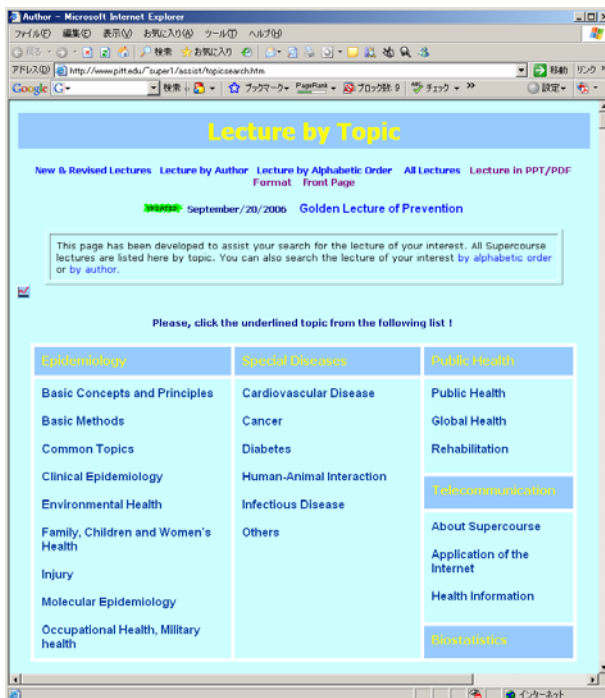 Author - Microsoft Internet Explorer
ファイル(F) 編集(E) 表示(V) お気に入り(A) ツール(T) ヘルプ(H)
戻る 検索 お気に入り
アドレス(D) http://www.pitt.edu/~super1/assist/topicsearch.htm 移動 リンク
Google G 検索 ブックマーク PageRank ブロック数: 9 チェック 設定
Lecture by Topic
New & Revised Lectures Lecture by Author Lecture by Alphabetic Order All Lectures Lecture in PPT/PDF
Format Front Page
September/20/2006 Golden Lecture of Prevention
This page has been developed to assist your search for the lecture of your interest. All Supercourse
lectures are listed here by topic. You can also search the lecture of your interest by alphabetic order
or by author.
Please, click the underlined topic from the following list !
Epidemiology
Basic Concepts and Principles
Basic Methods
Common Topics
Clinical Epidemiology
Environmental Health
Family, Children and Women's
Health
Injury
Molecular Epidemiology
Occupational Health, Military
health
Special Diseases
Cardiovascular Disease
Cancer
Diabetes
Human-Animal Interaction
Infectious Disease
Others
Public Health
Public Health
Global Health
Rehabilitation
Telecommunication
About Supercourse
Application of the
Internet
Health Information
Biostatistics
インターネット